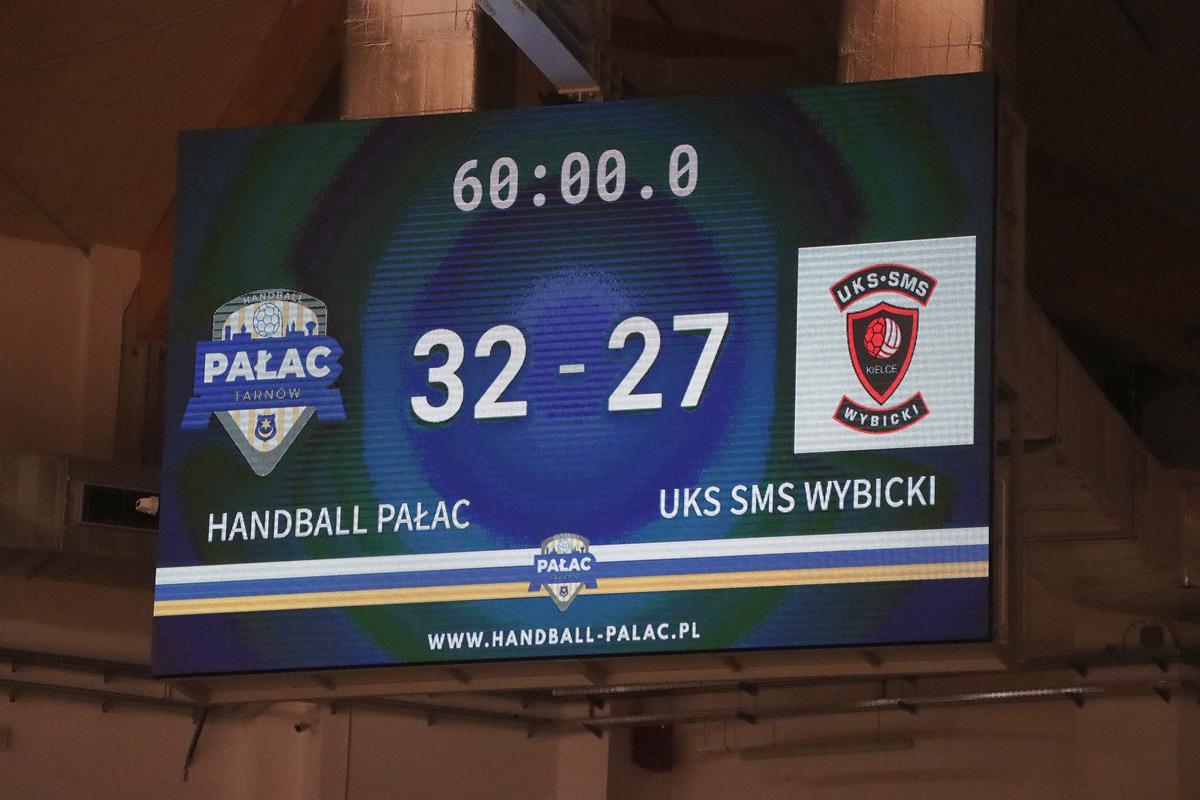 60:00.0
HANDBALL
PAŁAC
TARNÓW
32 - 27
UKS•SMS
KIELCE
WYBICKI
HANDBALL PAŁAC
UKS SMS WYBICKI
PAŁAC
WWW.HANDBALL-PALAC.PL